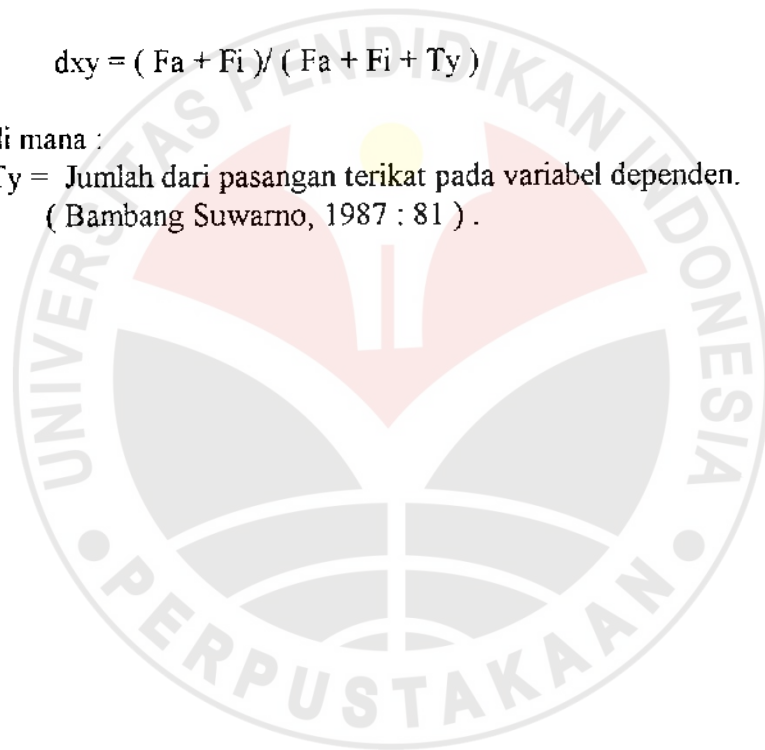 dxy = ( Fa + Fi )/ ( Fa + Fi + Ty )
di mana :
Ty = Jumlah dari pasangan terikat pada variabel dependen.
( Bambang Suwarno, 1987 : 81 ) .
UNIVERSITAS PENDIDIKAN INDONESIA
PERPUSTAKAAN